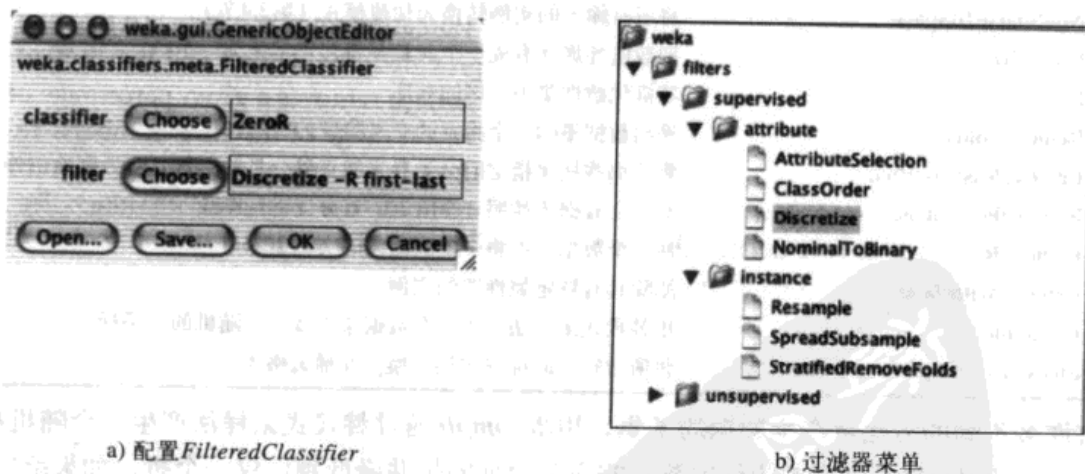 weka.gui.GenericObjectEditor
weka.classifiers.meta.FilteredClassifier
classifier Choose ZeroR
filter Choose Discretize -R first-last
Open... Save... OK Cancel
a) 配置FilteredClassifier
weka
filters
supervised
attribute
AttributeSelection
ClassOrder
Discretize
NominalToBinary
instance
Resample
SpreadSubsample
StratifiedRemoveFolds
unsupervised
b) 过滤器菜单